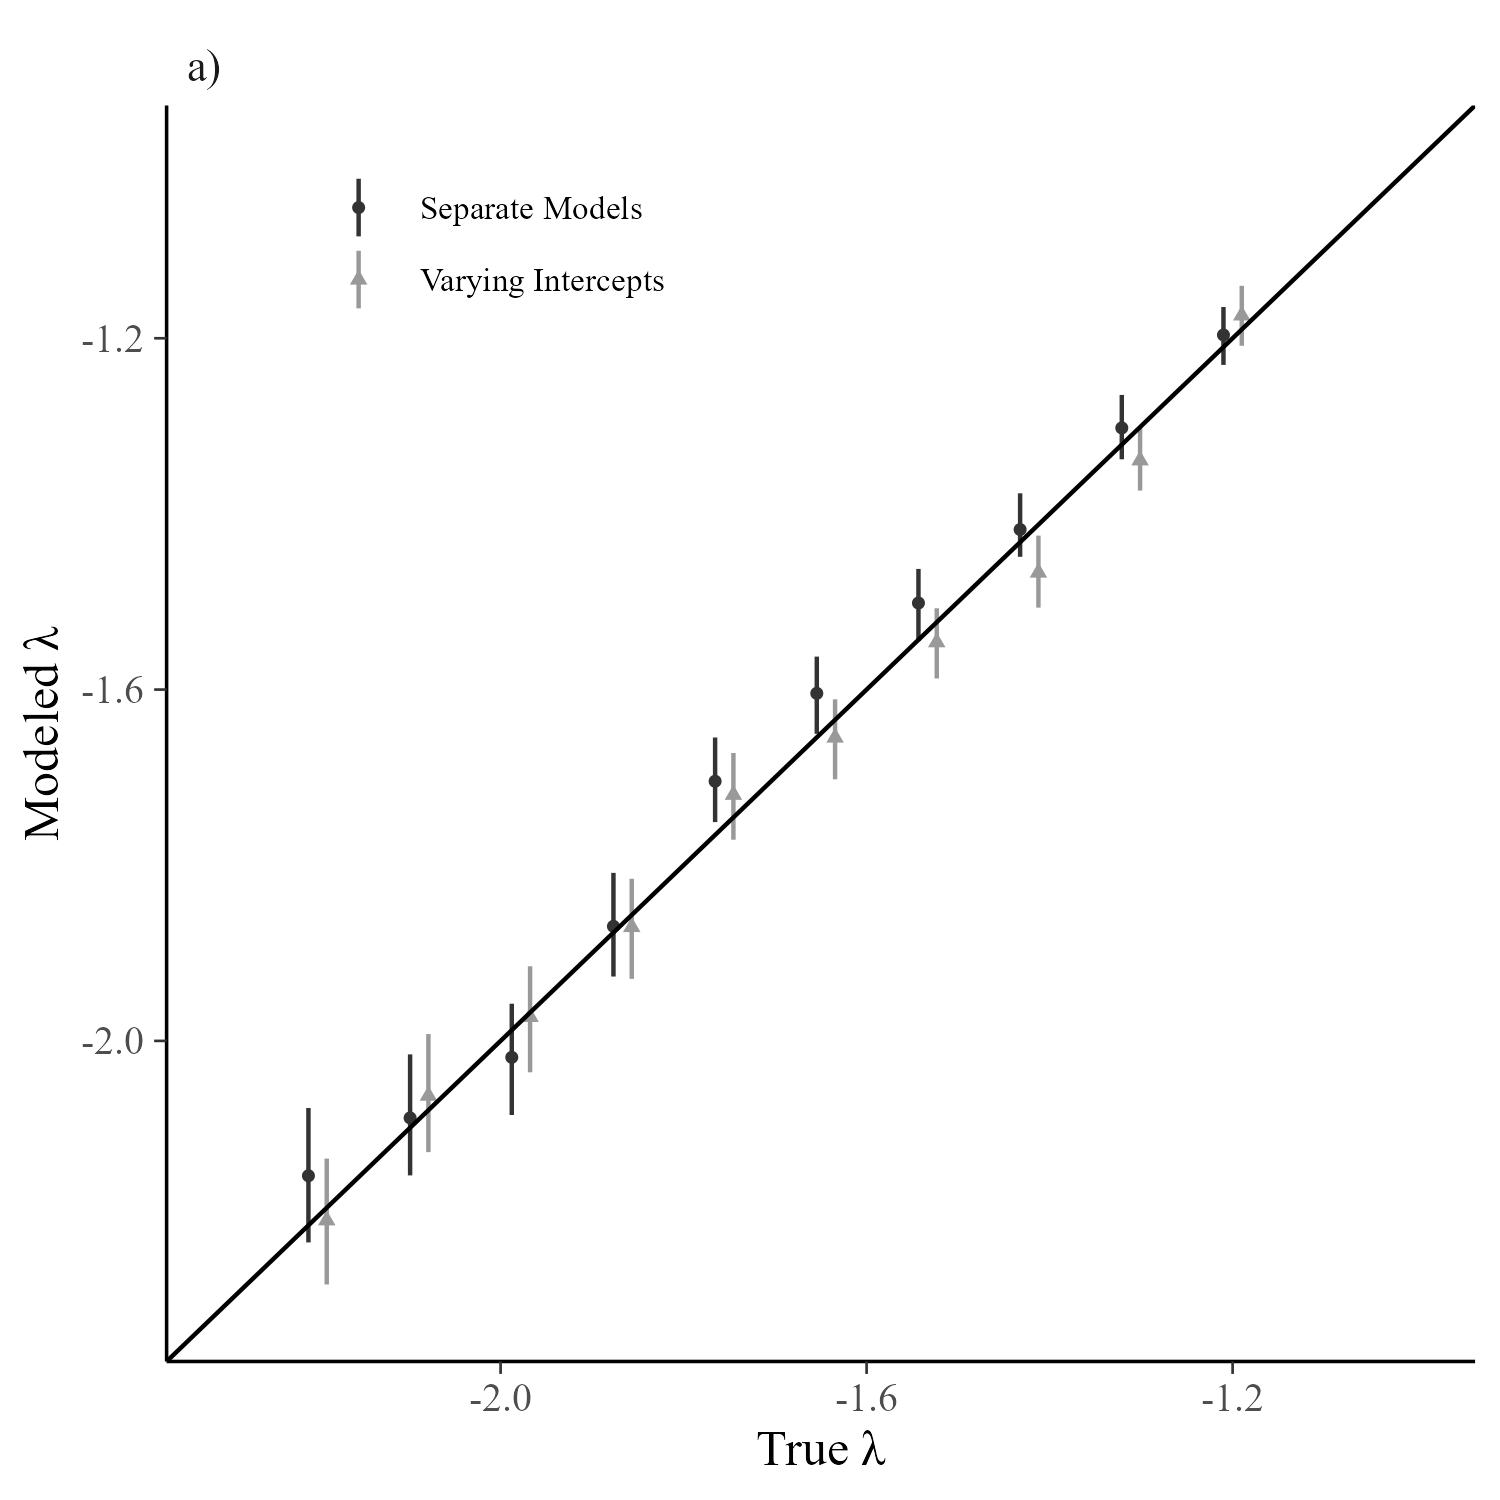 a)
Separate Models
Varying Intercepts
-1.2
-1.6
-2.0
Modeled λ
-2.0
-1.6
-1.2
True λ